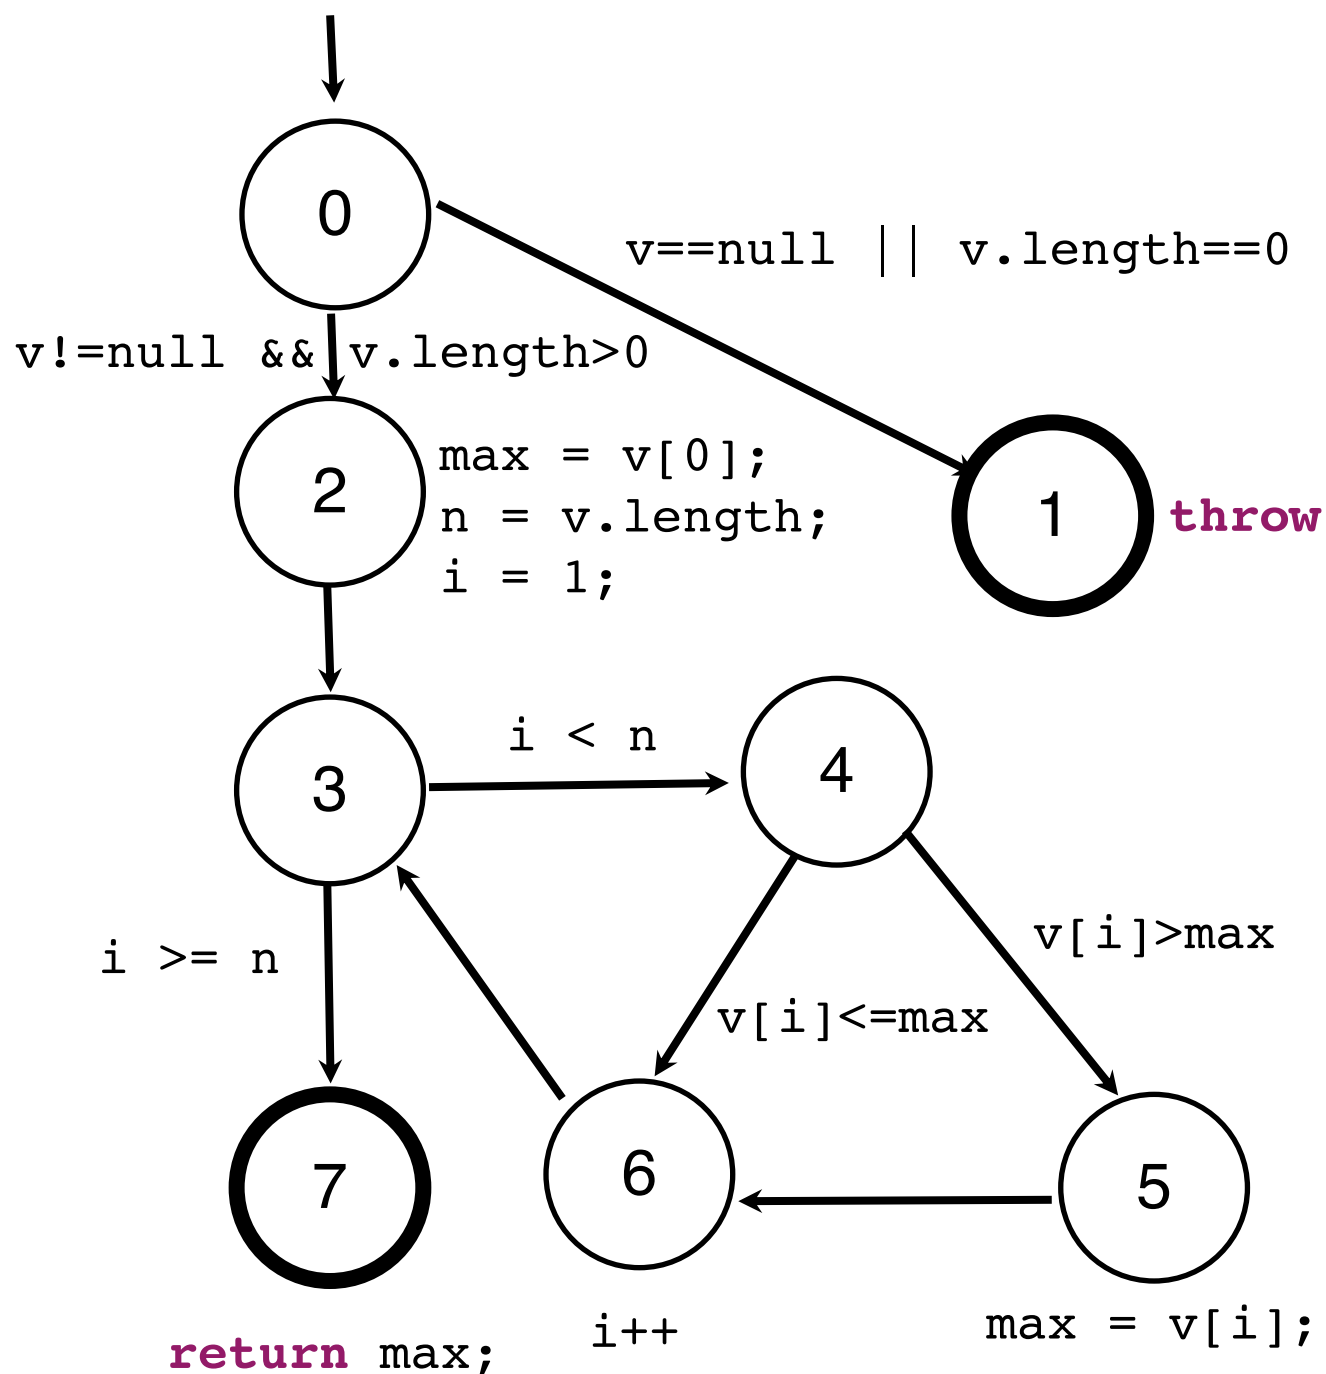 0
v==null || v.length==0
v!=null && v.length>0
2
max = v[0];
n = v.length;
i = 1;
1
throw
3
i < n
4
i >= n
v[i]>max
v[i]<=max
7
6
5
return max;
i++
max = v[i];